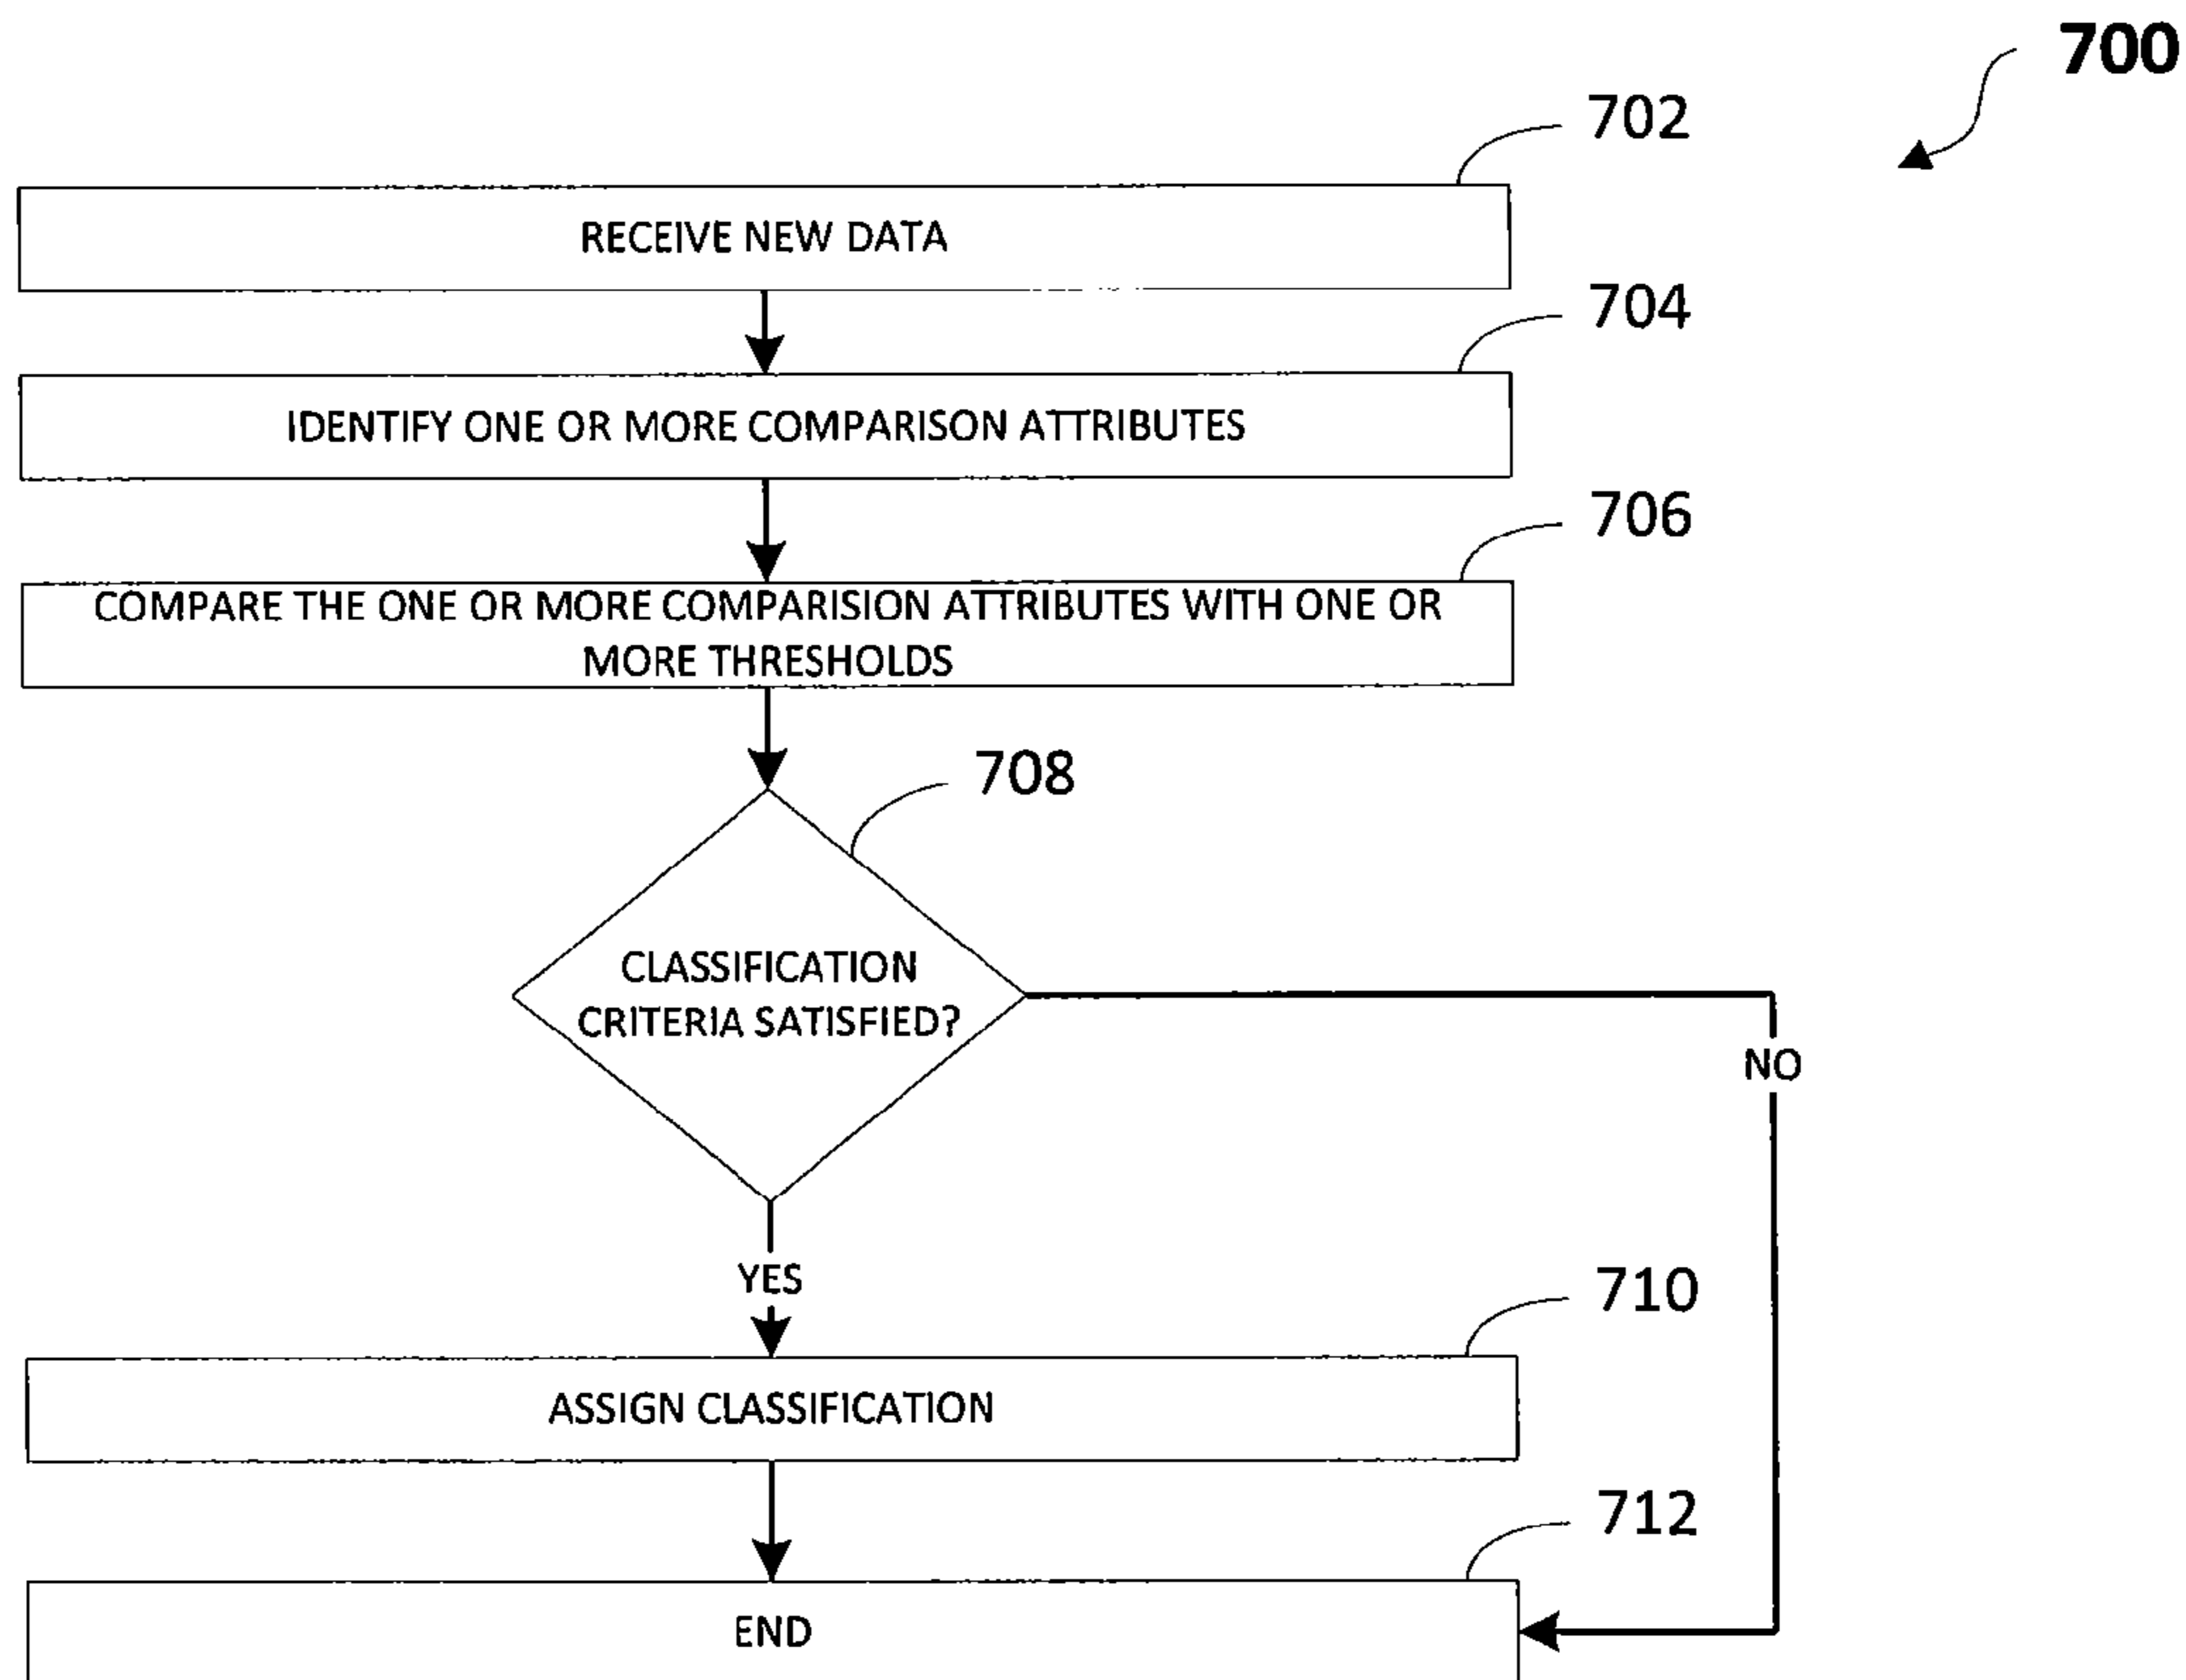 700
702
RECEIVE NEW DATA
704
IDENTIFY ONE OR MORE COMPARISON ATTRIBUTES
706
COMPARE THE ONE OR MORE COMPARISION ATTRIBUTES WITH ONE OR
MORE THRESHOLDS
708
CLASSIFICATION
CRITERIA SATISFIED?
NO
YES
710
ASSIGN CLASSIFICATION
712
END